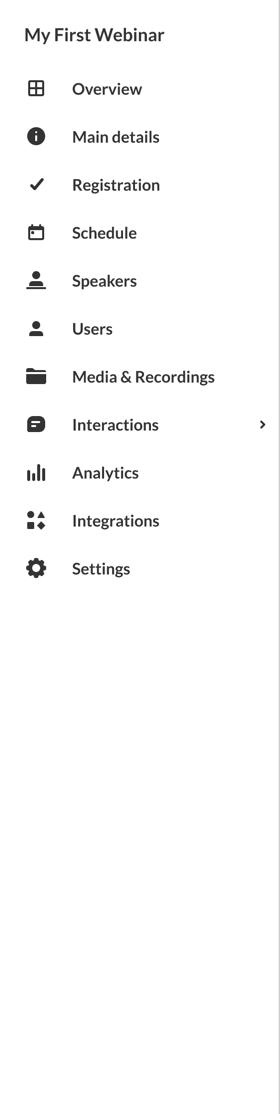 My First Webinar
Overview
Main details
Registration
Schedule
Speakers
Users
Media & Recordings
Interactions
Analytics
Integrations
Settings